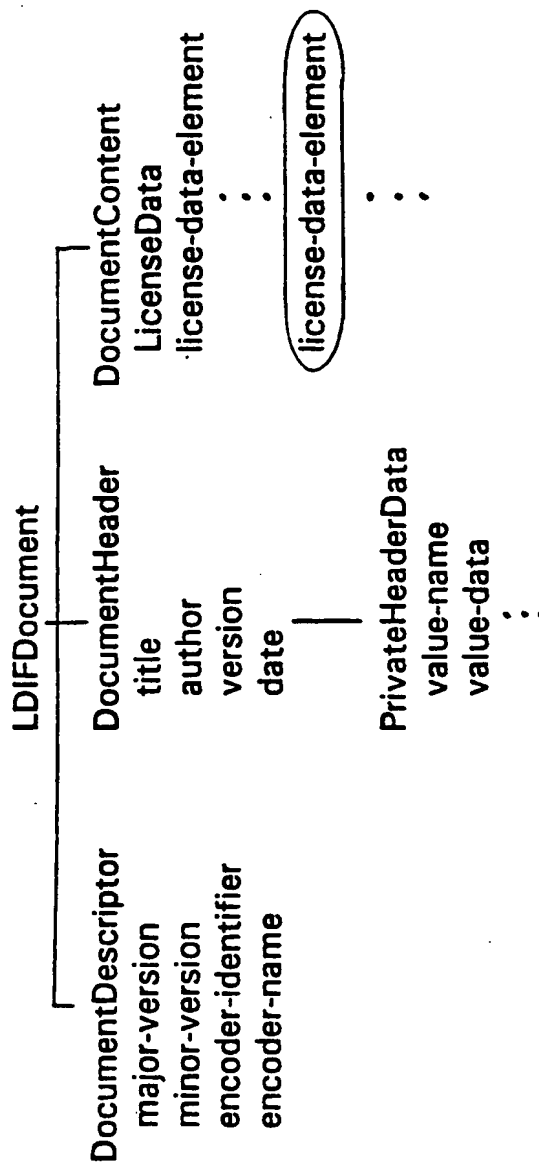 LDIFDocument
DocumentDescriptor
major-version
minor-version
encoder-identifier
encoder-name
DocumentHeader
title
author
version
date
PrivateHeaderData
value-name
value-data
DocumentContent
LicenseData
license-data-element
license-data-element